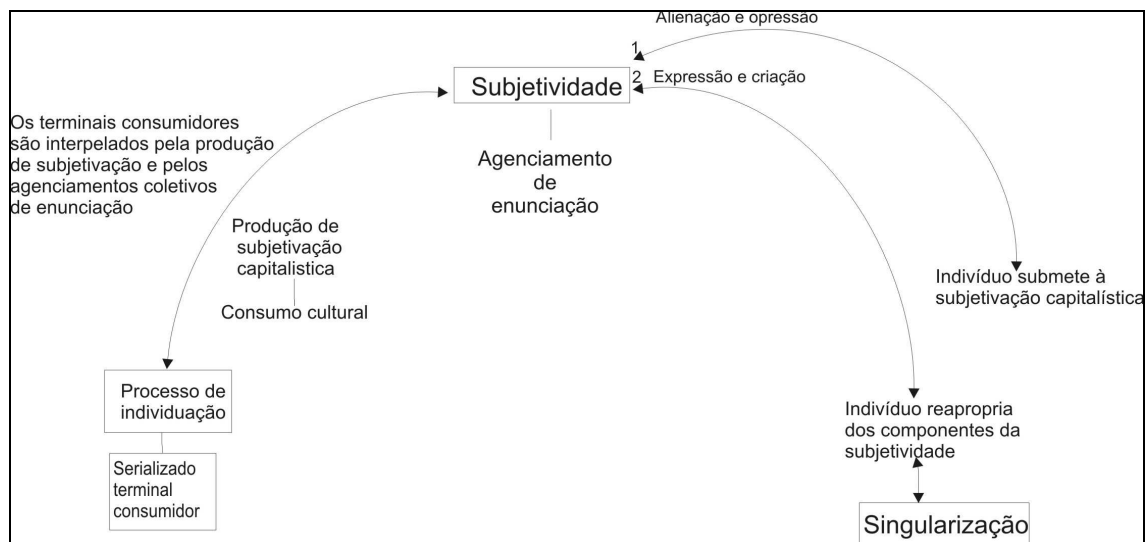 Alienação e opressão
1
Subjetividade
2 Expressão e criação
Os terminais consumidores
são interpelados pela produção
de subjetivação e pelos
agenciamentos coletivos
de enunciação
Agenciamento
de
enunciação
Produção de
subjetivação
capitalistica
Consumo cultural
Indivíduo submete à
subjetivação capitalística
Processo de
individuação
Serializado
terminal
consumidor
Indivíduo reapropria
dos componentes da
subjetividade
Singularização